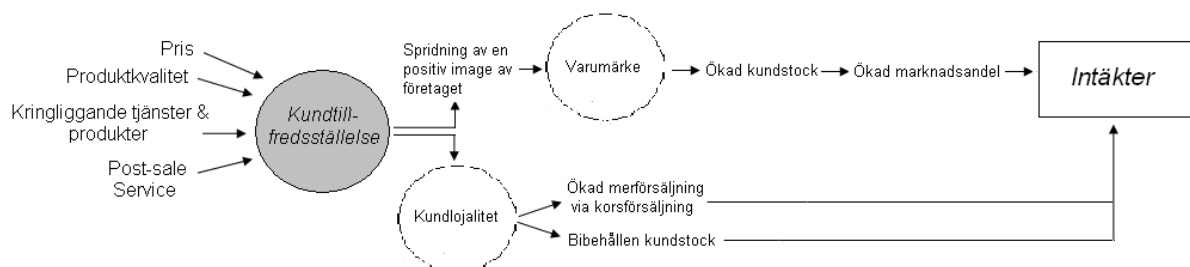 Pris
Produktkvalitet
Kringliggande tjänster &
produkter
Post-sale
Service
Kundtill-
fredsställelse
Spridning av en
positiv image av
företaget
Varumärke
Ökad kundstock
Ökad marknadsandel
Intäkter
Kundlojalitet
Ökad merförsäljning
via korsförsäljning
Bibehållen kundstock